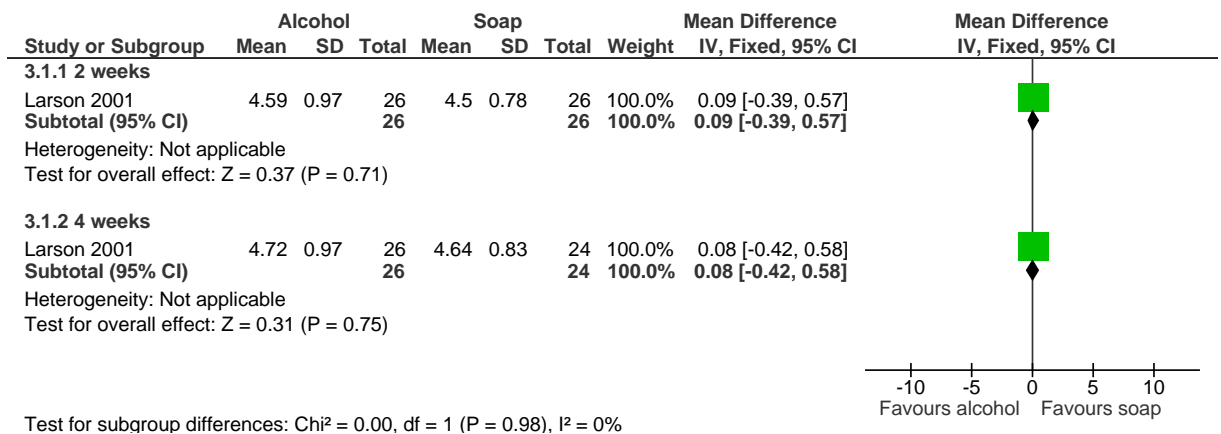 Alcohol Soap Mean Difference Mean Difference
Study or Subgroup Mean SD Total Mean SD Total Weight IV, Fixed, 95% CI IV, Fixed, 95% CI
3.1.1 2 weeks
Larson 2001 4.59 0.97 26 4.5 0.78 26 100.0% 0.09 [-0.39, 0.57]
Subtotal (95% CI) 26 26 100.0% 0.09 [-0.39, 0.57]
Heterogeneity: Not applicable
Test for overall effect: Z = 0.37 (P = 0.71)
3.1.2 4 weeks
Larson 2001 4.72 0.97 26 4.64 0.83 24 100.0% 0.08 [-0.42, 0.58]
Subtotal (95% CI) 26 24 100.0% 0.08 [-0.42, 0.58]
Heterogeneity: Not applicable
Test for overall effect: Z = 0.31 (P = 0.75)
-10 -5 0 5 10
Favours alcohol Favours soap
Test for subgroup differences: Chi² = 0.00, df = 1 (P = 0.98), I² = 0%